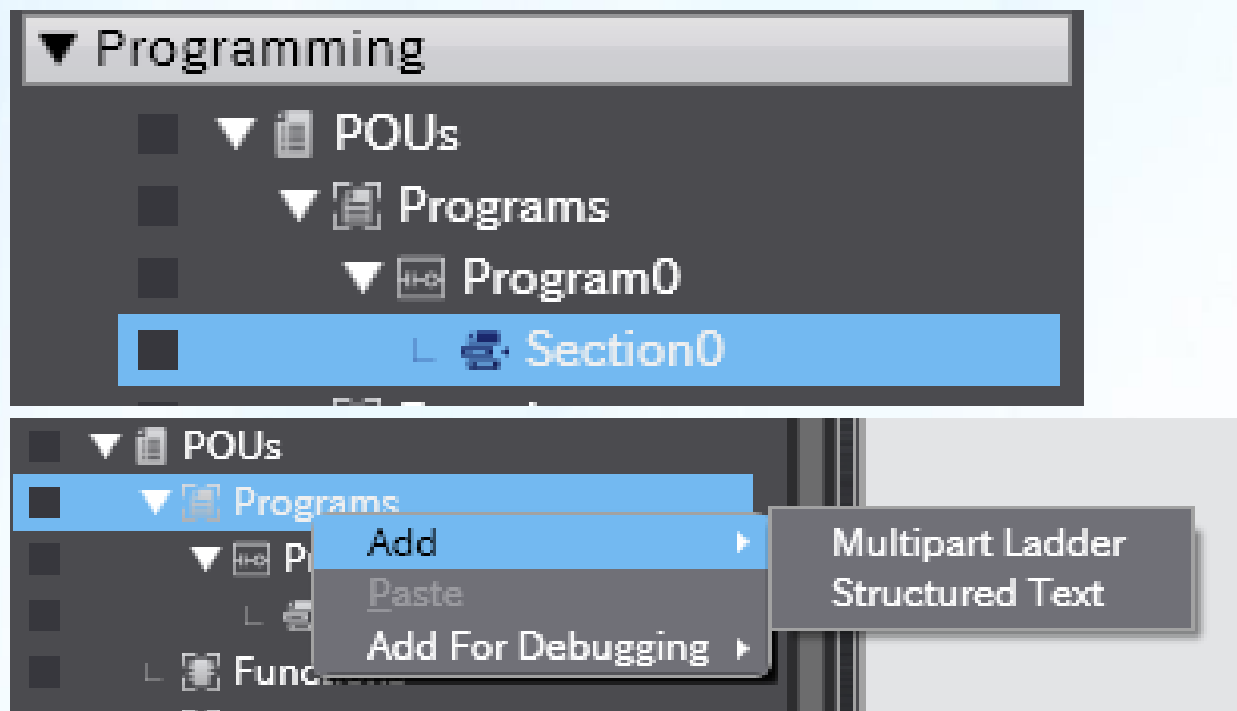 Programming
POUs
Programs
Program0
Section0
POUs
Programs
Add
Multipart Ladder
Paste
Structured Text
Add For Debugging